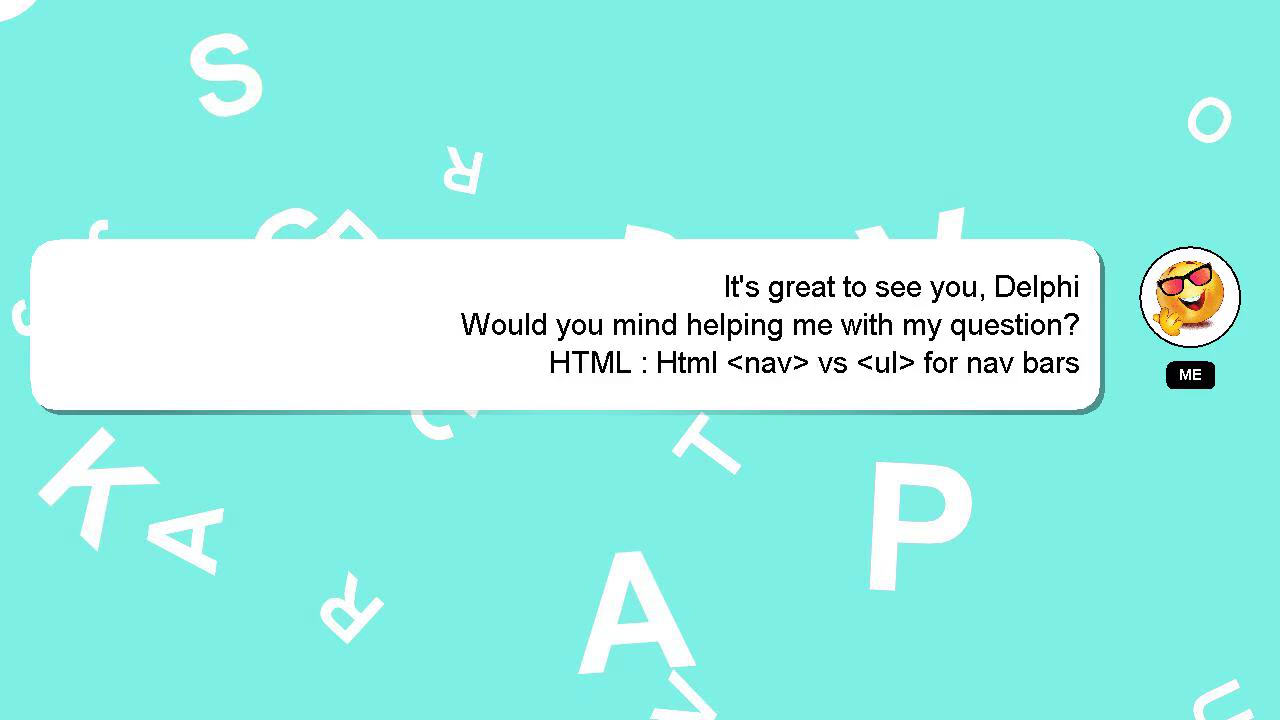 It's great to see you, Delphi
Would you mind helping me with my question?
HTML : Html <nav> vs <ul> for nav bars
ME
S
O
R
K
A
T
P
R
A
V
U